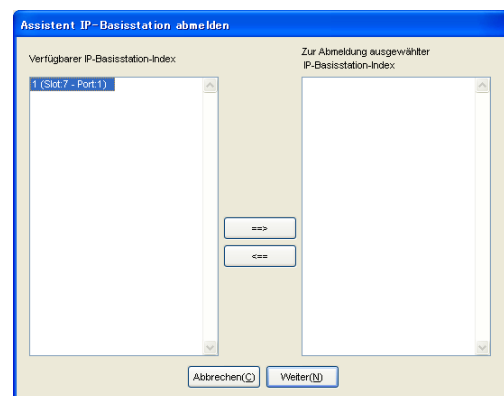 Assistent IP-Basisstation abmelden
Verfügbarer IP-Basisstation-Index
Zur Abmeldung ausgewählter
IP-Basisstation-Index
1 (Slot:7 - Port:1)
==>
<==
Abbrechen(C)
Weiter(N)